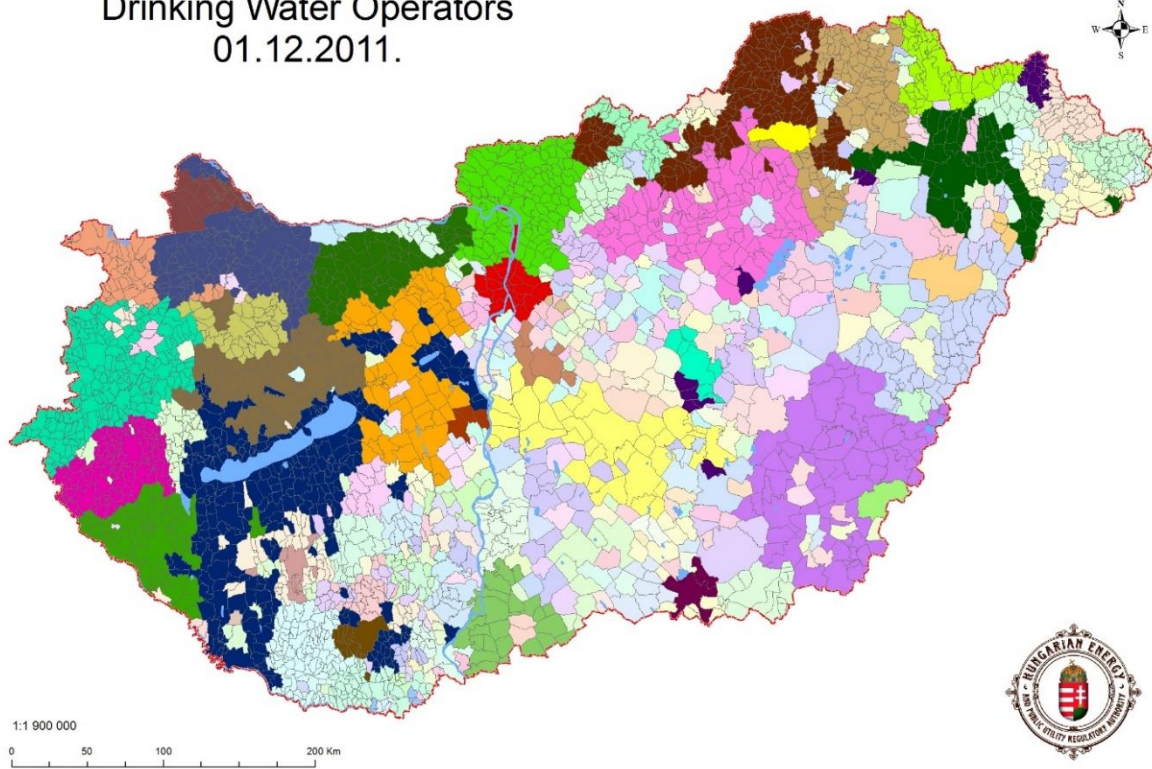 Drinking Water Operators
01.12.2011.
N
W E
S
1:1 900 000
0 50 100 200 Km
HUNGARIAN ENERGY
AND PUBLIC UTILITY REGULATORY AUTHORITY